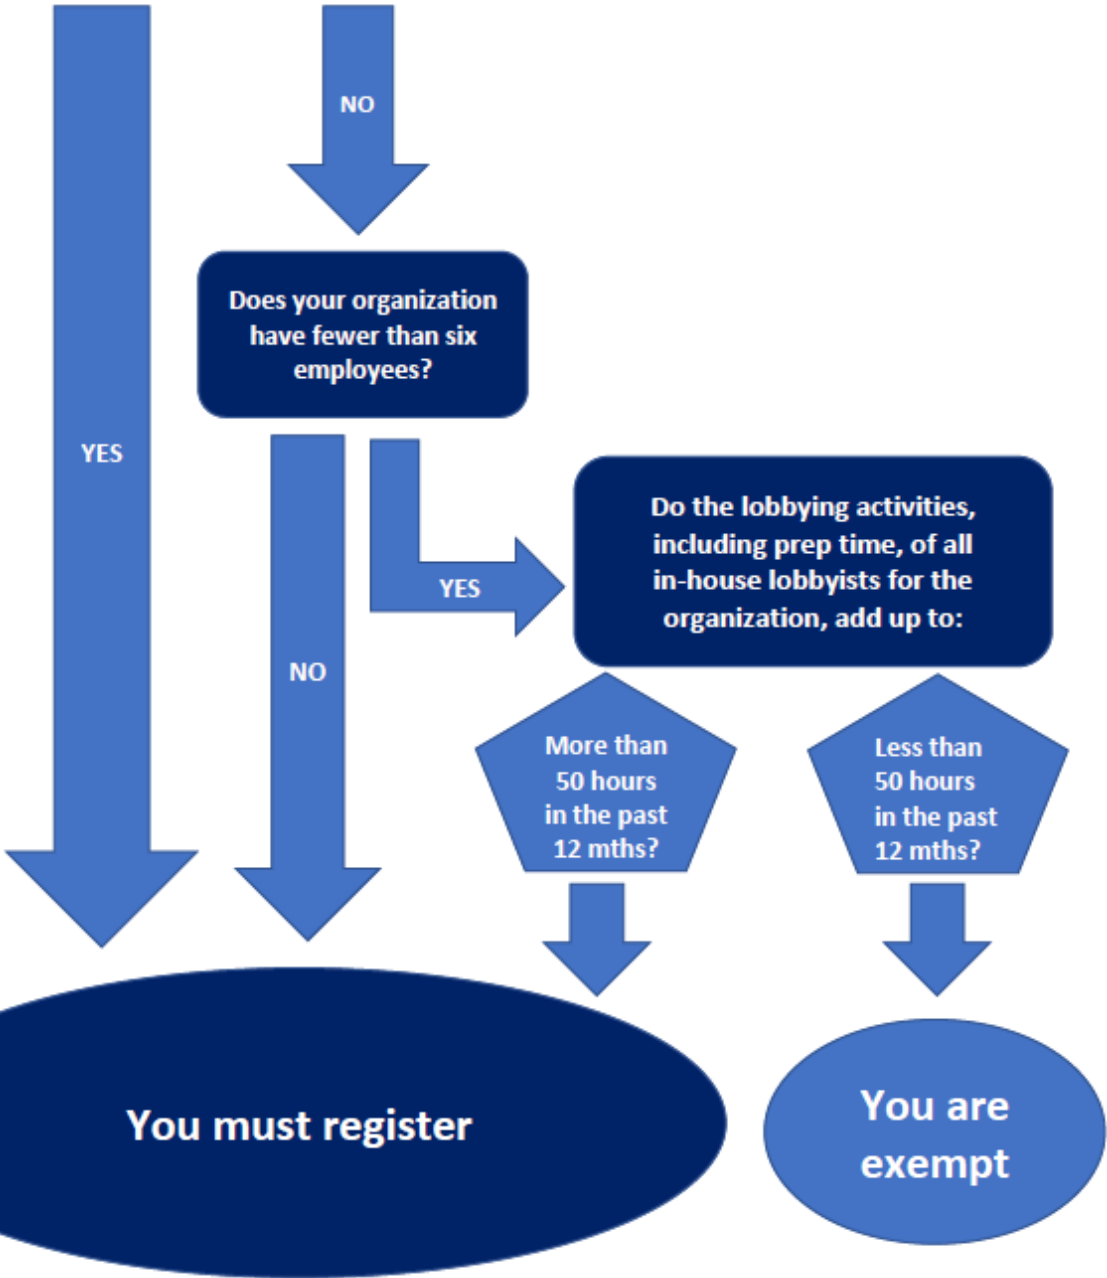 NO
Does your organization
have fewer than six
employees?
YES
YES
Do the lobbying activities,
including prep time, of all
in-house lobbyists for the
organization, add up to:
NO
More than
50 hours
in the past
12 mths?
Less than
50 hours
in the past
12 mths?
You must register
You are
exempt